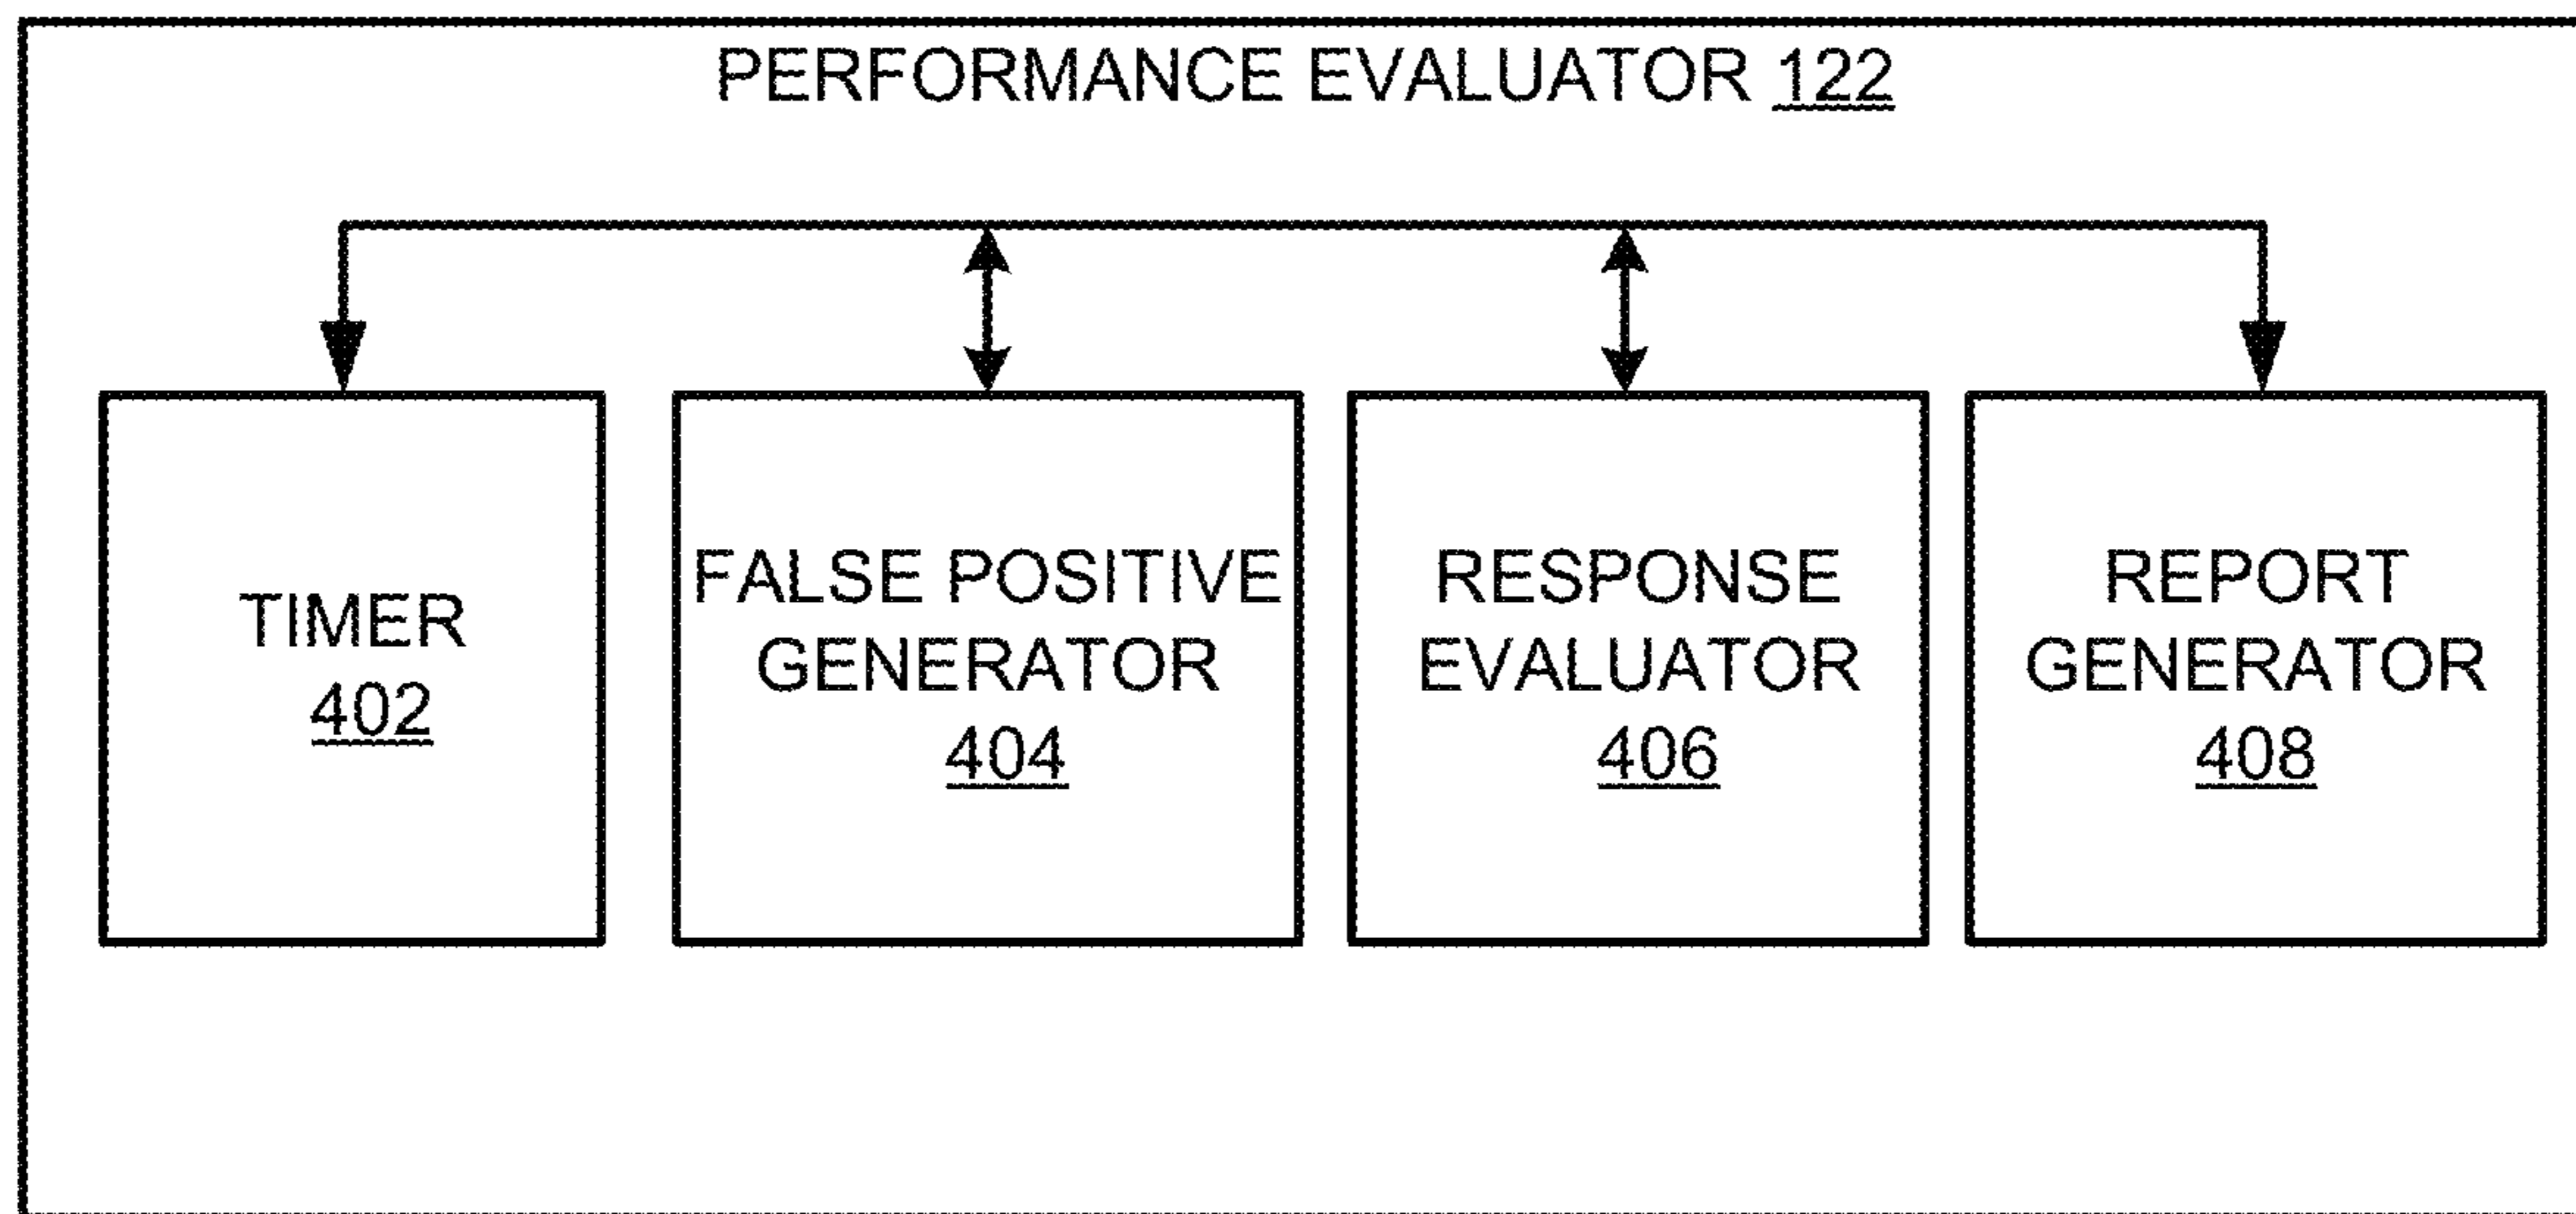 PERFORMANCE EVALUATOR 122
TIMER
402
FALSE POSITIVE
GENERATOR
404
RESPONSE
EVALUATOR
406
REPORT
GENERATOR
408